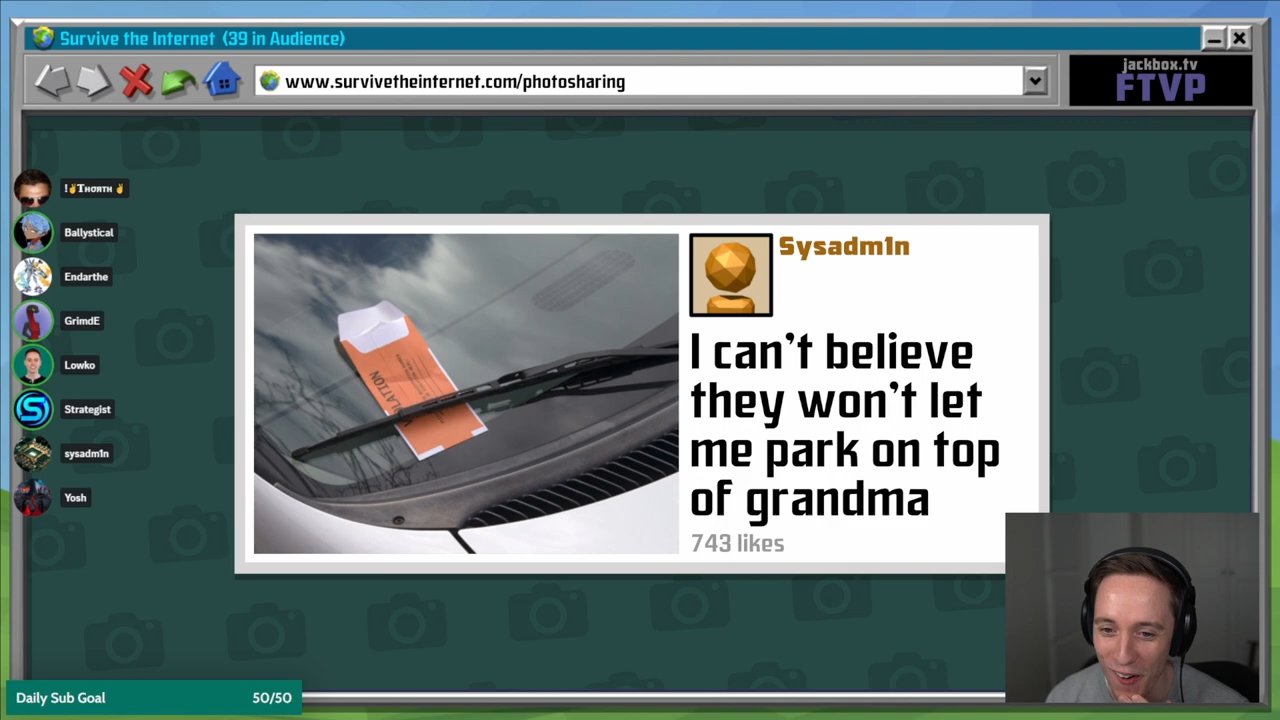 Survive the Internet (39 in Audience)
www.survivetheinternet.com/photosharing
jackbox.tv
FTVP
!✌Tʜσʀтʜ ✌
Ballystical
Endarthe
GrimdE
Lowko
Strategist
sysadm1n
Yosh
Sysadm1n
I can't believe
they won't let
me park on top
of grandma
743 likes
Daily Sub Goal 50/50